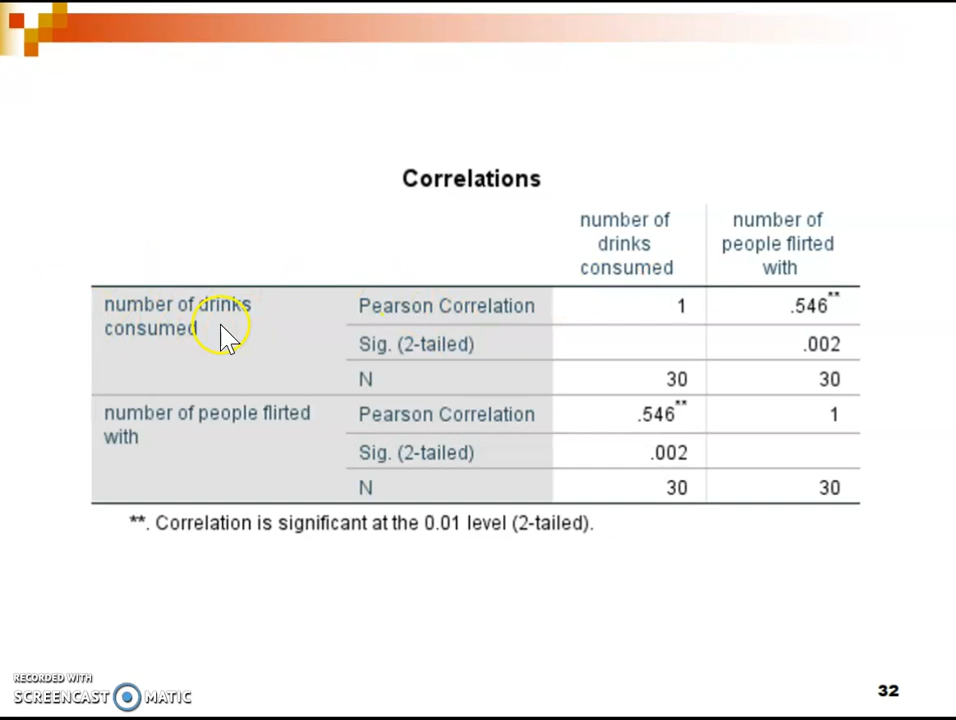 Correlations
number of drinks consumed
number of people flirted with
number of drinks consumed
Pearson Correlation 1 .546**
Sig. (2-tailed) .002
N 30 30
number of people flirted with
Pearson Correlation .546** 1
Sig. (2-tailed) .002
N 30 30
**. Correlation is significant at the 0.01 level (2-tailed).
RECORDED WITH
SCREENCAST MATIC
32